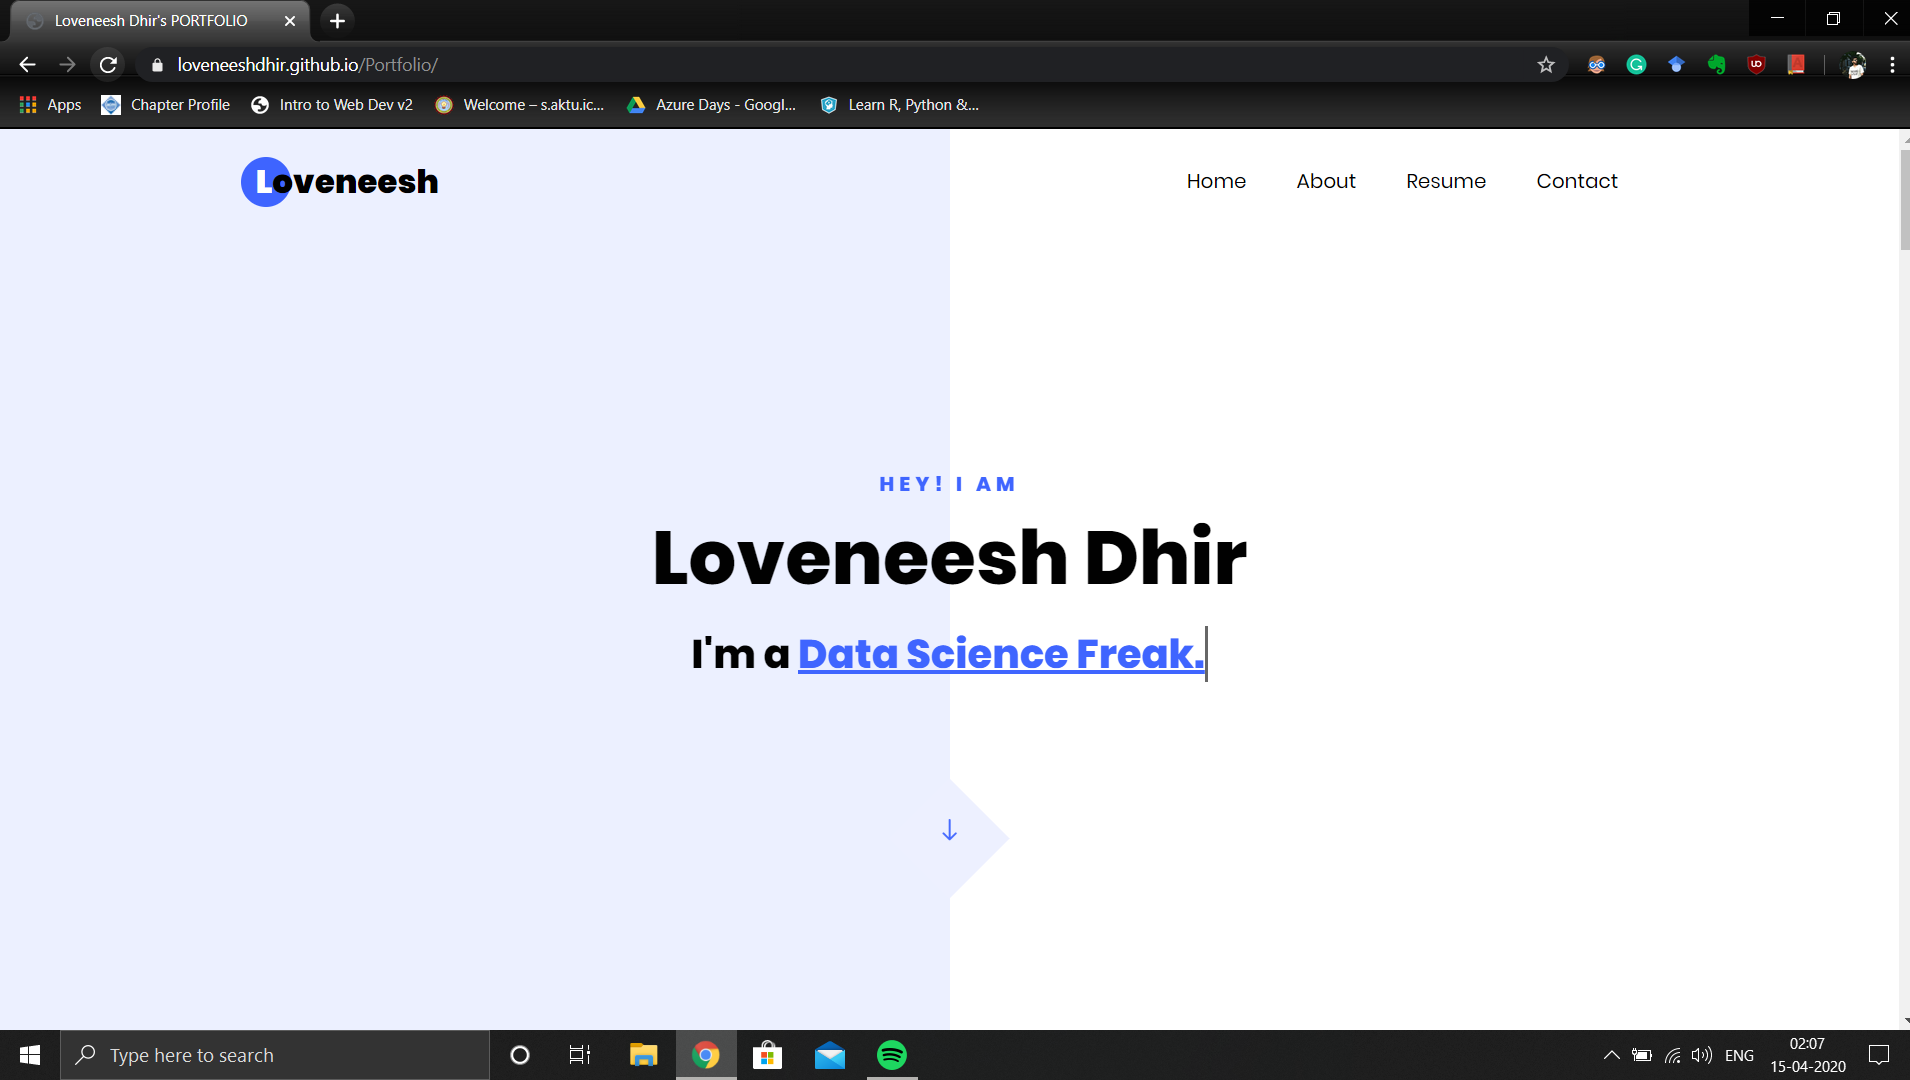 Loveneesh Dhir's PORTFOLIO
loveneeshdhir.github.io/Portfolio/
Apps Chapter Profile Intro to Web Dev v2 Welcome – s.aktu.ic... Azure Days - Googl... Learn R, Python &...
Loveneesh
Home About Resume Contact
HEY! I AM
Loveneesh Dhir
I'm a Data Science Freak.
Type here to search
ENG
02:07
15-04-2020